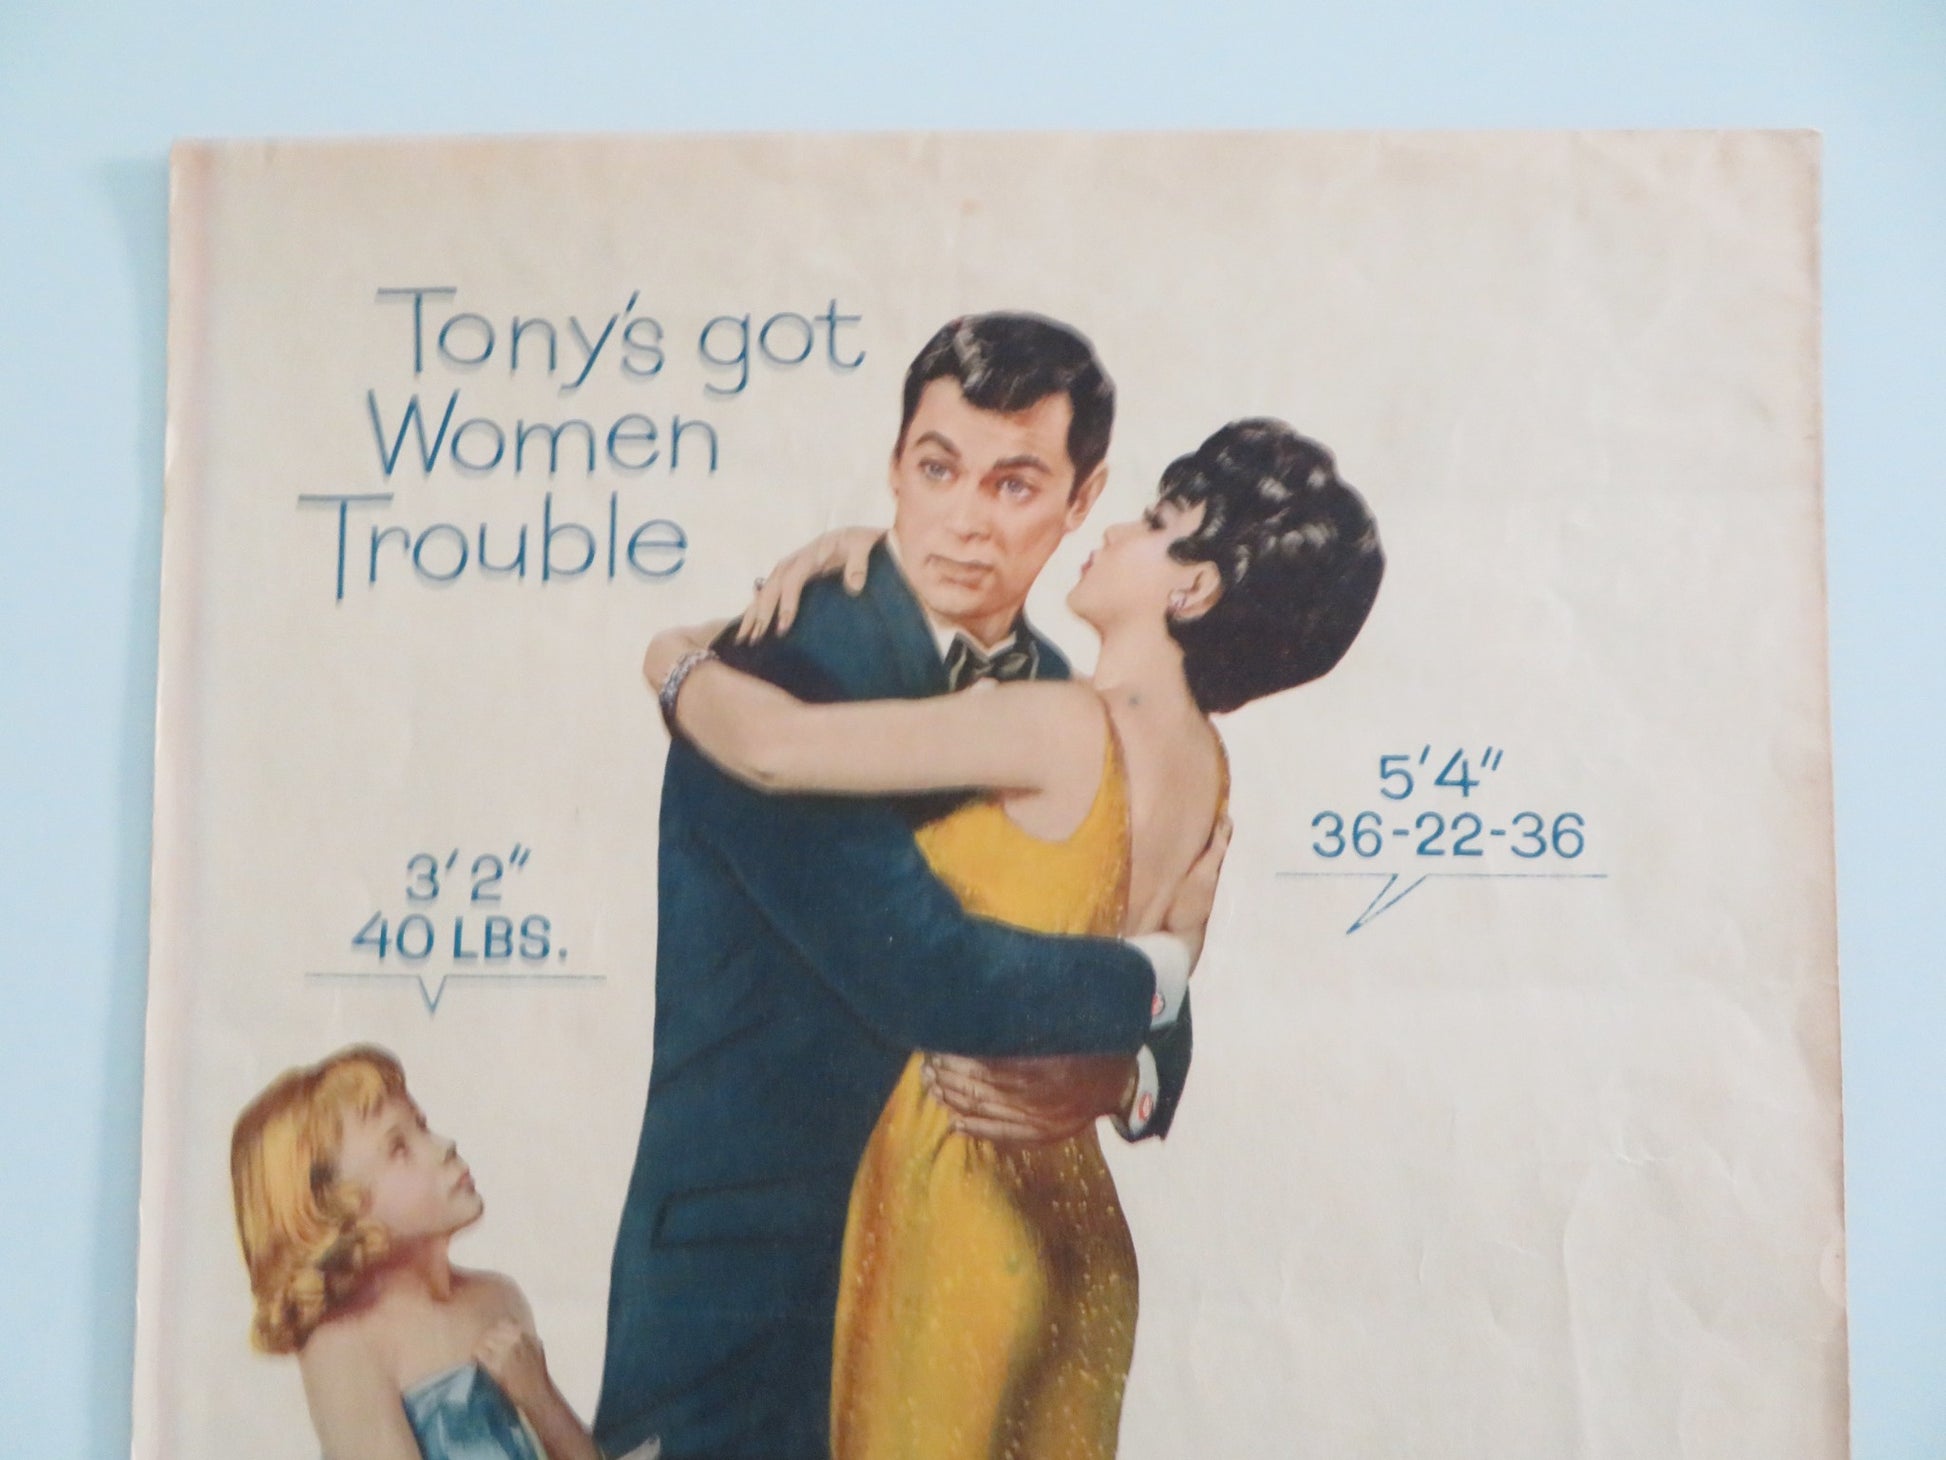 Tony's got
Women
Trouble
5'4"
36-22-36
3'2"
40 LBS.